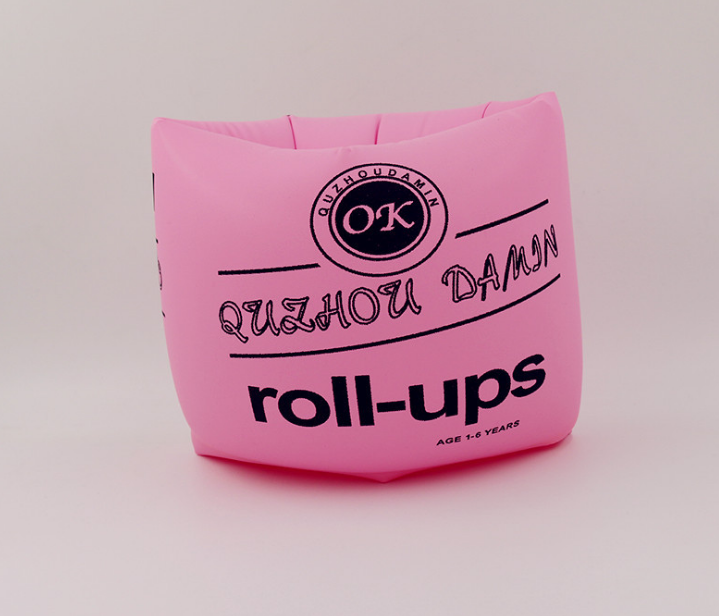 QUZHOUDAMIN
OK
QUZHOU DAMIN
roll-ups
AGE 1-6 YEARS